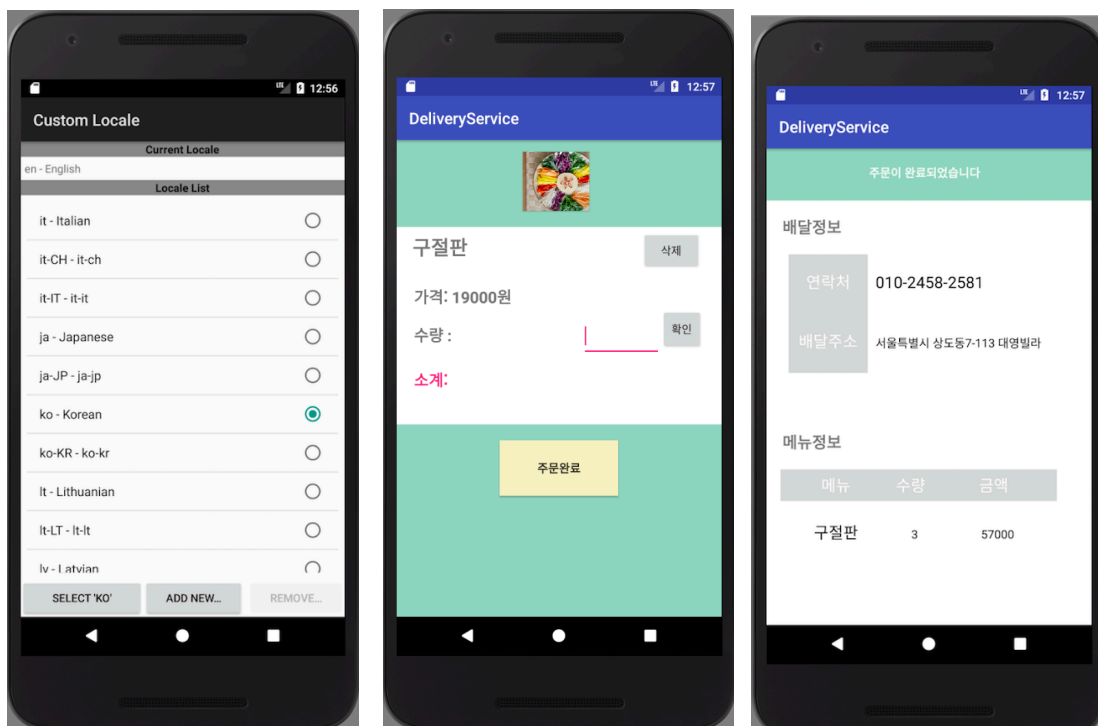 LTE 12:56
Custom Locale
Current Locale
en - English
Locale List
it - Italian
it-CH - it-ch
it-IT - it-it
ja - Japanese
ja-JP - ja-jp
ko - Korean
ko-KR - ko-kr
lt - Lithuanian
lt-LT - lt-lt
lv - Latvian
SELECT 'KO' ADD NEW... REMOVE...
LTE 12:57
DeliveryService
구절판 삭제
가격: 19000원
수량 : 확인
소계:
주문완료
LTE 12:57
DeliveryService
주문이 완료되었습니다
배달정보
연락처 010-2458-2581
배달주소 서울특별시 상도동7-113 대영빌라
메뉴정보
메뉴 수량 금액
구절판 3 57000